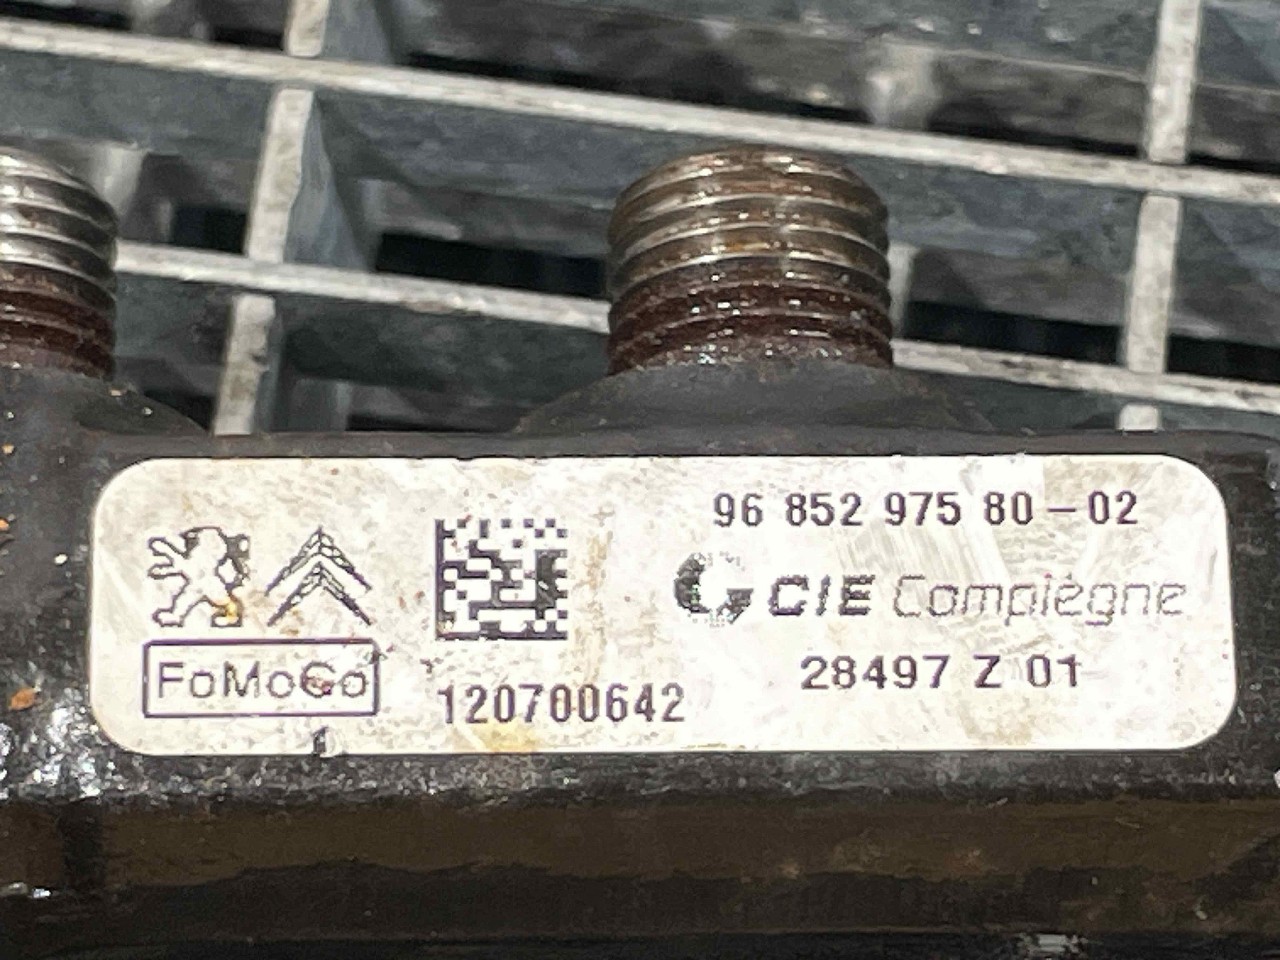 96 852 975 80-02
CIE Compiègne
28497 Z 01
FoMoCo
120700642